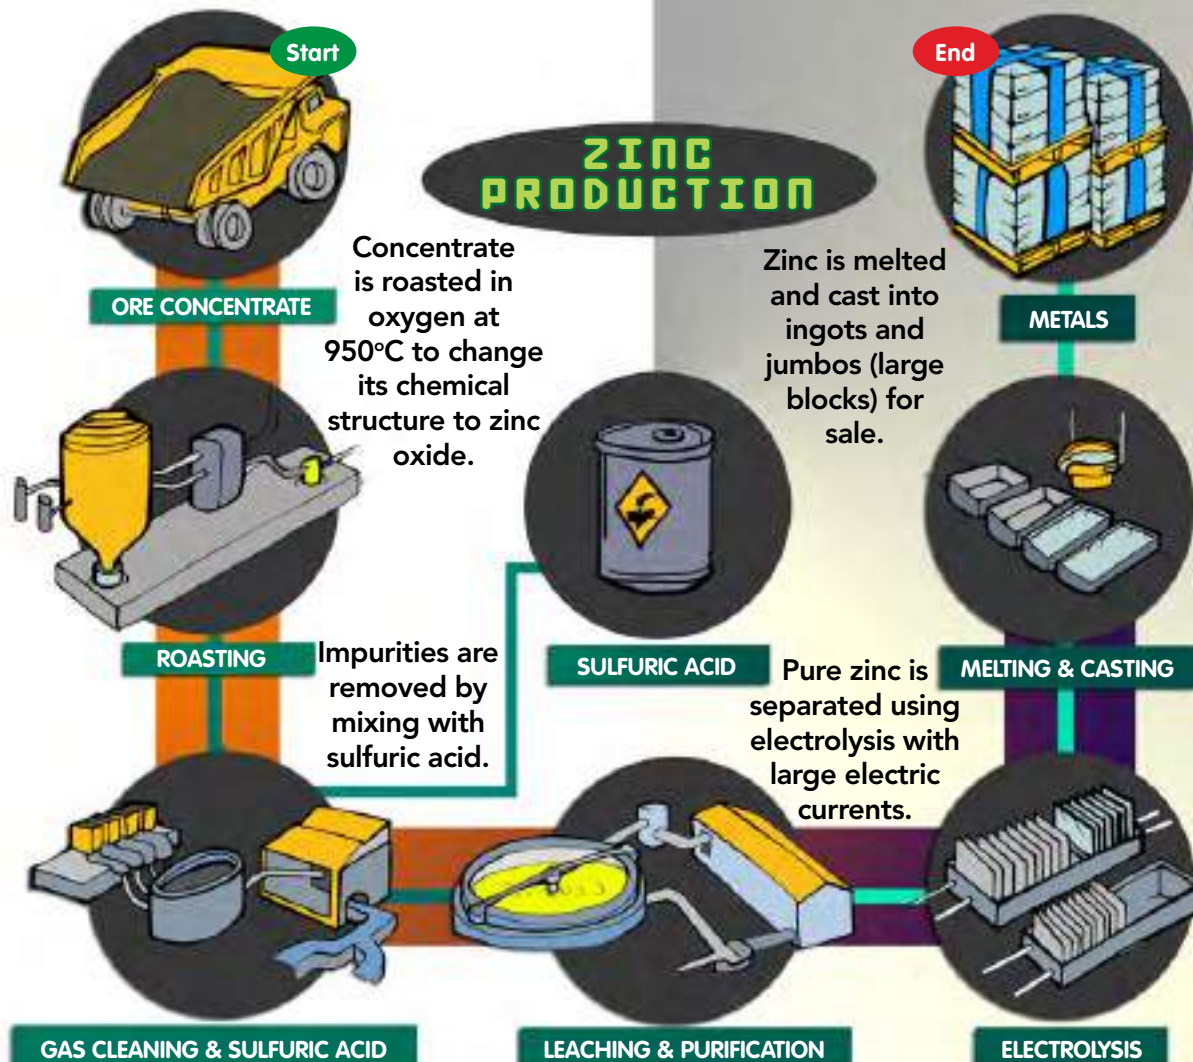 Start
End
ZINC
PRODUCTION
ORE CONCENTRATE
Concentrate
is roasted in
oxygen at
950°C to change
its chemical
structure to zinc
oxide.
Zinc is melted
and cast into
ingots and
jumbos (large
blocks) for
sale.
METALS
ROASTING
Impurities are
removed by
mixing with
sulfuric acid.
SULFURIC ACID
Pure zinc is
separated using
electrolysis with
large electric
currents.
MELTING & CASTING
GAS CLEANING & SULFURIC ACID
LEACHING & PURIFICATION
ELECTROLYSIS